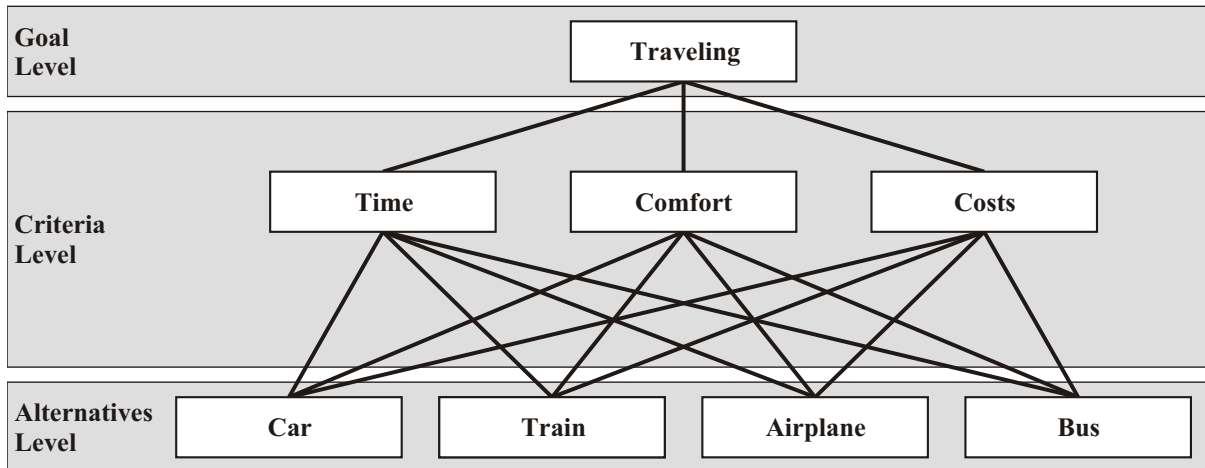 Goal
Level
Traveling
Criteria
Level
Time
Comfort
Costs
Alternatives
Level
Car
Train
Airplane
Bus